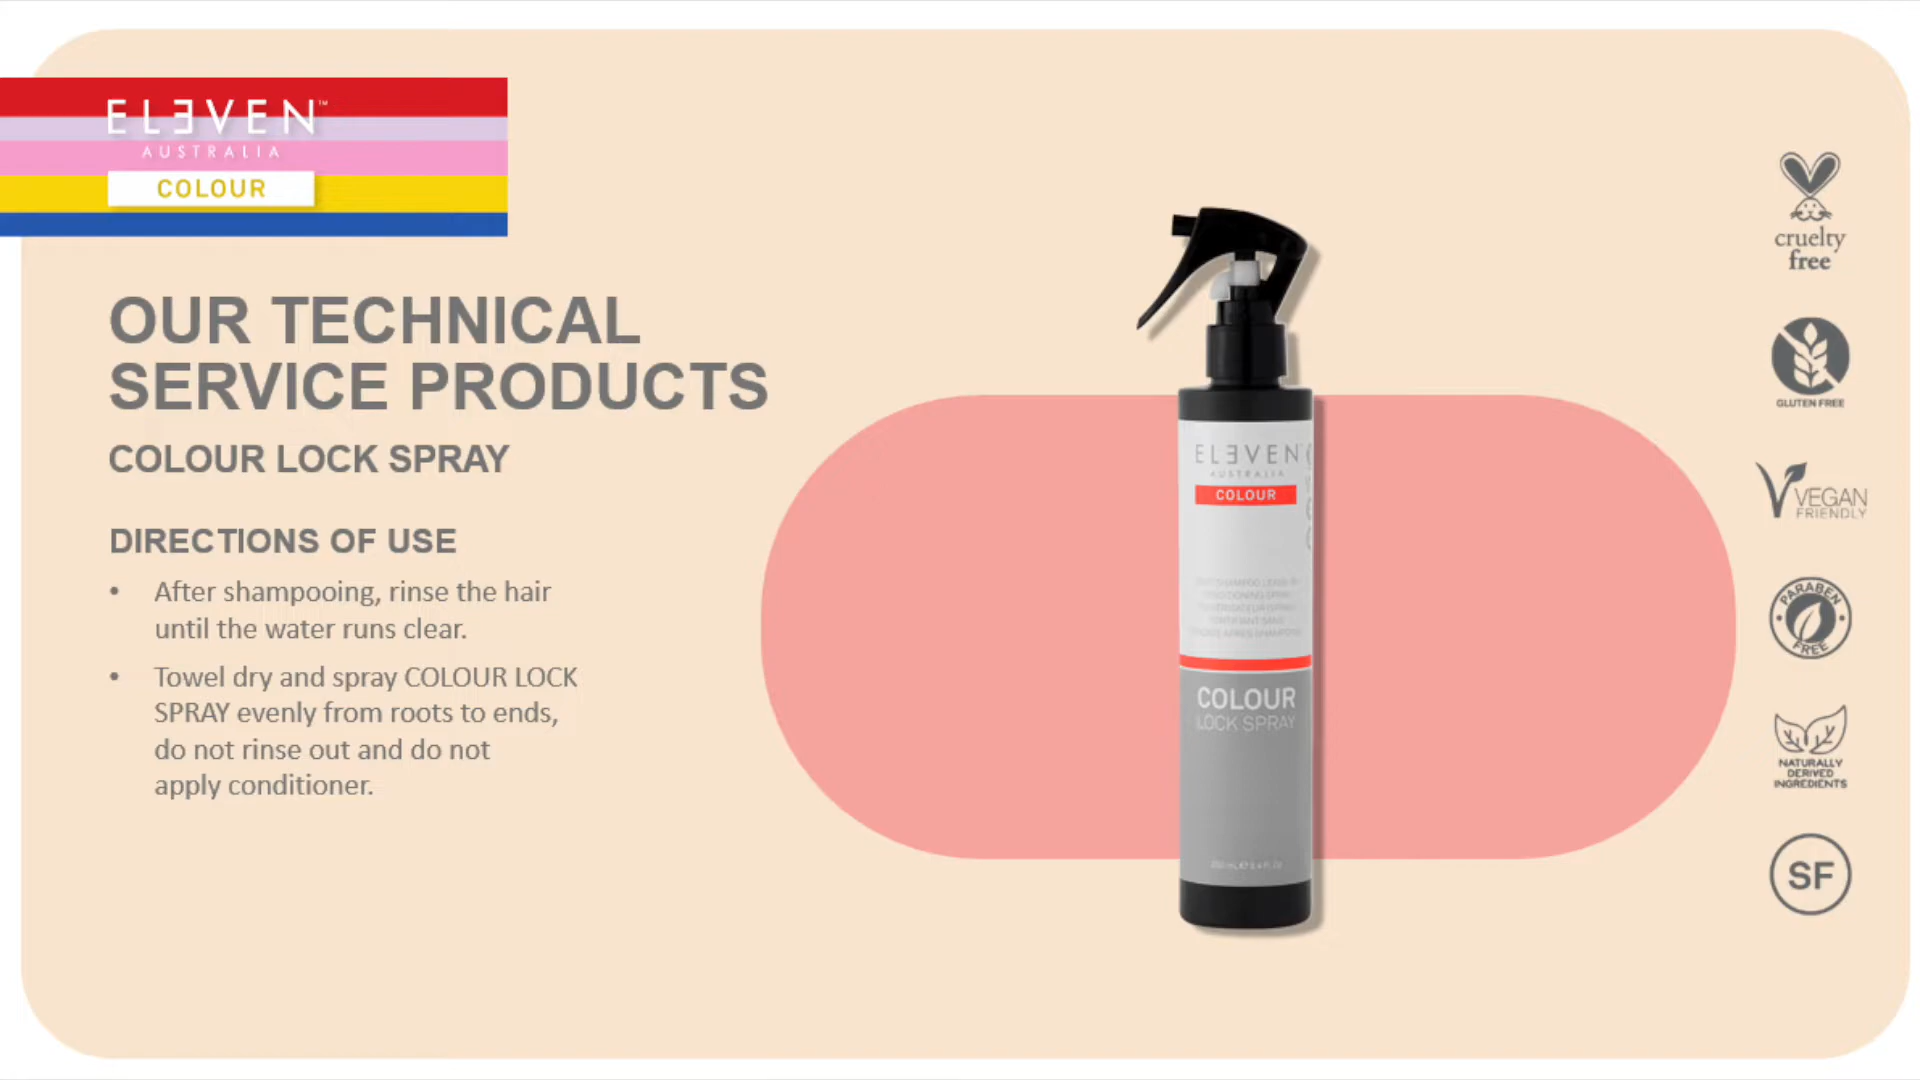 ELEVEN™
AUSTRALIA
COLOUR
OUR TECHNICAL
SERVICE PRODUCTS
COLOUR LOCK SPRAY
DIRECTIONS OF USE
• After shampooing, rinse the hair
until the water runs clear.
• Towel dry and spray COLOUR LOCK
SPRAY evenly from roots to ends,
do not rinse out and do not
apply conditioner.
ELEVEN
AUSTRALIA
COLOUR
COLOUR
LOCK SPRAY
cruelty
free
GLUTEN FREE
VEGAN
FRIENDLY
PARABEN
FREE
NATURALLY
DERIVED
INGREDIENTS
SF